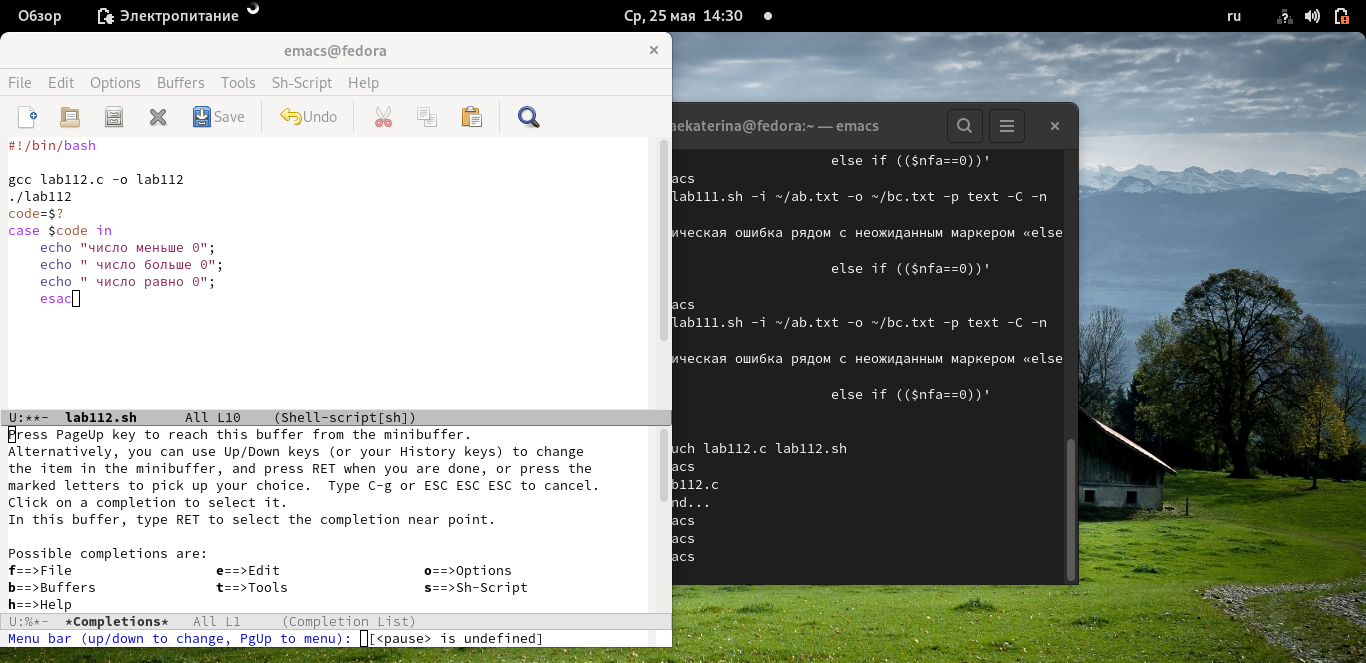 Обзор Электропитание Ср, 25 мая 14:30 ru
emacs@fedora
File Edit Options Buffers Tools Sh-Script Help
Save Undo
#!/bin/bash
gcc lab112.c -o lab112
./lab112
code=$?
case $code in
echo "число меньше 0";
echo " число больше 0";
echo " число равно 0";
esac
U:**- lab112.sh All L10 (Shell-script[sh])
Press PageUp key to reach this buffer from the minibuffer.
Alternatively, you can use Up/Down keys (or your History keys) to change
the item in the minibuffer, and press RET when you are done, or press the
marked letters to pick up your choice. Type C-g or ESC ESC ESC to cancel.
Click on a completion to select it.
In this buffer, type RET to select the completion near point.
Possible completions are:
f==>File e==>Edit o==>Options
b==>Buffers t==>Tools s==>Sh-Script
h==>Help
U:%*- *Completions* All L1 (Completion List)
Menu bar (up/down to change, PgUp to menu): [<pause> is undefined]
aekaterina@fedora:~ — emacs
else if (($nfa==0))'
acs
lab111.sh -i ~/ab.txt -o ~/bc.txt -p text -C -n
ическая ошибка рядом с неожиданным маркером «else
else if (($nfa==0))'
acs
lab111.sh -i ~/ab.txt -o ~/bc.txt -p text -C -n
ическая ошибка рядом с неожиданным маркером «else
else if (($nfa==0))'
uch lab112.c lab112.sh
acs
b112.c
nd...
acs
acs
acs